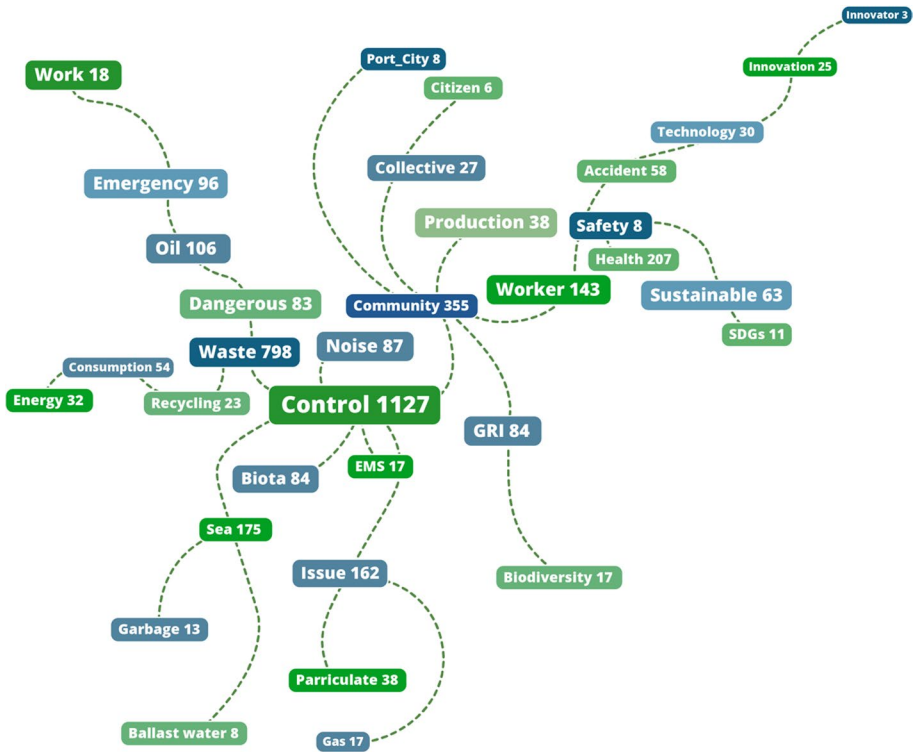 Innovator 3
Work 18
Port_City 8
Innovation 25
Citizen 6
Technology 30
Collective 27
Accident 58
Emergency 96
Production 38
Safety 8
Oil 106
Health 207
Worker 143
Sustainable 63
Dangerous 83
Community 355
SDGs 11
Noise 87
Waste 798
Consumption 54
Energy 32
Recycling 23
Control 1127
GRI 84
EMS 17
Biota 84
Sea 175
Issue 162
Biodiversity 17
Garbage 13
Parriculate 38
Ballast water 8
Gas 17